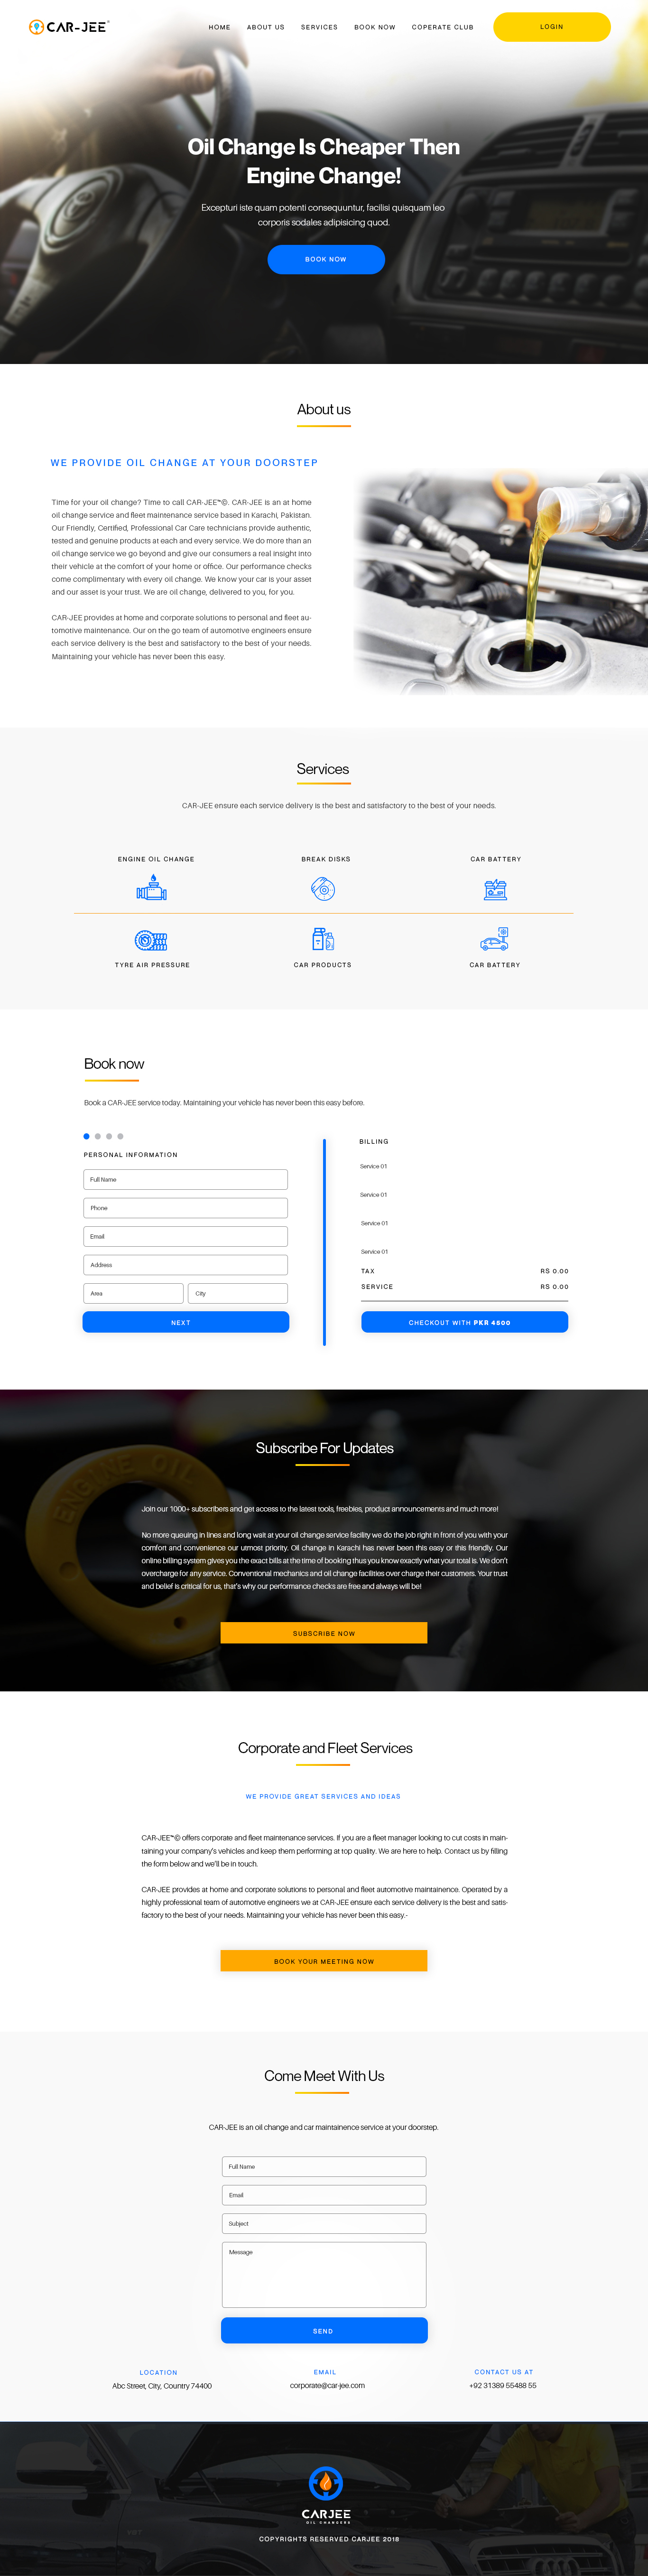 CAR-JEE
HOME
ABOUT US
SERVICES
BOOK NOW
COPERATE CLUB
LOGIN
Oil Change Is Cheaper Then
Engine Change!
Excepturi iste quam potenti consequuntur, facilisi quisquam leo
corporis sodales adipisicing quod.
BOOK NOW
About us
WE PROVIDE OIL CHANGE AT YOUR DOORSTEP
Time for your oil change? Time to call CAR-JEE™©. CAR-JEE is an at home
oil change service and fleet maintenance service based in Karachi, Pakistan.
Our Friendly, Certified, Professional Car Care technicians provide authentic,
tested and genuine products at each and every service. We do more than an
oil change service we go beyond and give our consumers a real insight into
their vehicle at the comfort of your home or office. Our performance checks
come complimentary with every oil change. We know your car is your asset
and our asset is your trust. We are oil change, delivered to you, for you.
CAR-JEE provides at home and corporate solutions to personal and fleet au-
tomotive maintenance. Our on the go team of automotive engineers ensure
each service delivery is the best and satisfactory to the best of your needs.
Maintaining your vehicle has never been this easy.
Services
CAR-JEE ensure each service delivery is the best and satisfactory to the best of your needs.
ENGINE OIL CHANGE
BREAK DISKS
CAR BATTERY
TYRE AIR PRESSURE
CAR PRODUCTS
CAR BATTERY
Book now
Book a CAR-JEE service today. Maintaining your vehicle has never been this easy before.
PERSONAL INFORMATION
Full Name
Phone
Email
Address
Area
City
NEXT
BILLING
Service 01
Service 01
Service 01
Service 01
TAX
RS 0.00
SERVICE
RS 0.00
CHECKOUT WITH PKR 4500
ENGINE OIL
Subscribe For Updates
Join our 1000+ subscribers and get access to the latest tools, freebies, product announcements and much more!
No more queuing in lines and long wait at your oil change service facility we do the job right in front of you with your
comfort and convenience our utmost priority. Oil change in Karachi has never been this easy or this friendly. Our
online billing system gives you the exact bills at the time of booking thus you know exactly what your total is. We don't
overcharge for any service. Conventional mechanics and oil change facilities over charge their customers. Your trust
and belief is critical for us, that's why our performance checks are free and always will be!
SUBSCRIBE NOW
Corporate and Fleet Services
WE PROVIDE GREAT SERVICES AND IDEAS
CAR-JEE™© offers corporate and fleet maintenance services. If you are a fleet manager looking to cut costs in main-
taining your company's vehicles and keep them performing at top quality. We are here to help. Contact us by filling
the form below and we'll be in touch.
CAR-JEE provides at home and corporate solutions to personal and fleet automotive maintainence. Operated by a
highly professional team of automotive engineers we at CAR-JEE ensure each service delivery is the best and satis-
factory to the best of your needs. Maintaining your vehicle has never been this easy.-
BOOK YOUR MEETING NOW
Come Meet With Us
CAR-JEE is an oil change and car maintainence service at your doorstep.
Full Name
Email
Subject
Message
SEND
LOCATION
Abc Street, City, Country 74400
EMAIL
corporate@car-jee.com
CONTACT US AT
+92 31389 55488 55
CARJEE
OIL CHANGERS
COPYRIGHTS RESERVED CARJEE 2018